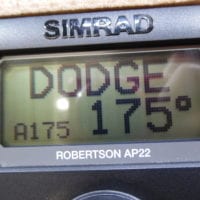 SIMRAD
DODGE
A175 175°
ROBERTSON AP22